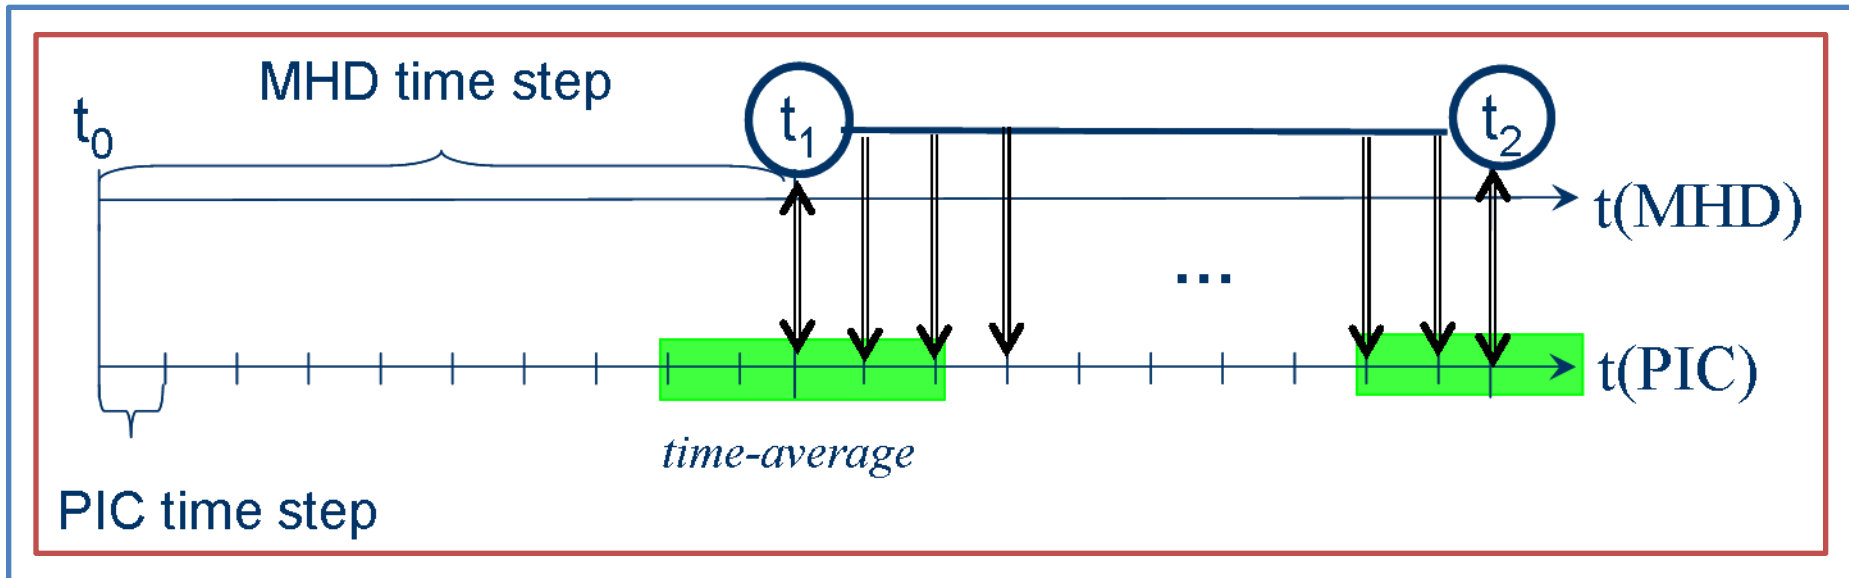 MHD time step
t₀
t₁
t₂
t(MHD)
...
t(PIC)
time-average
PIC time step